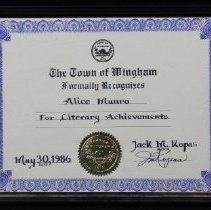 The Town of Wingham
Formally Recognizes
Alice Munro
For Literary Achievements
Jack M. Kopas
May 30, 1986